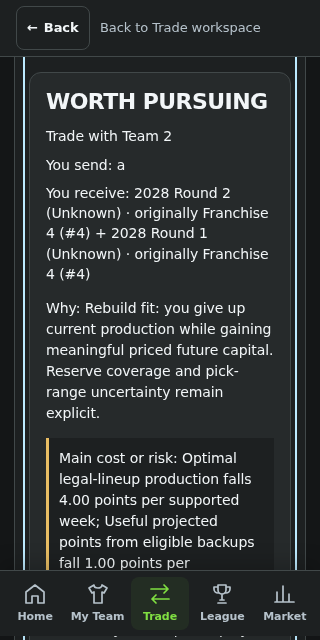 ← Back
Back to Trade workspace
WORTH PURSUING
Trade with Team 2
You send: a
You receive: 2028 Round 2
(Unknown) · originally Franchise
4 (#4) + 2028 Round 1
(Unknown) · originally Franchise
4 (#4)
Why: Rebuild fit: you give up
current production while gaining
meaningful priced future capital.
Reserve coverage and pick-
range uncertainty remain
explicit.
Main cost or risk: Optimal
legal-lineup production falls
4.00 points per supported
week; Useful projected
points from eligible backups
fall 1.00 points per
Home
My Team
Trade
League
Market